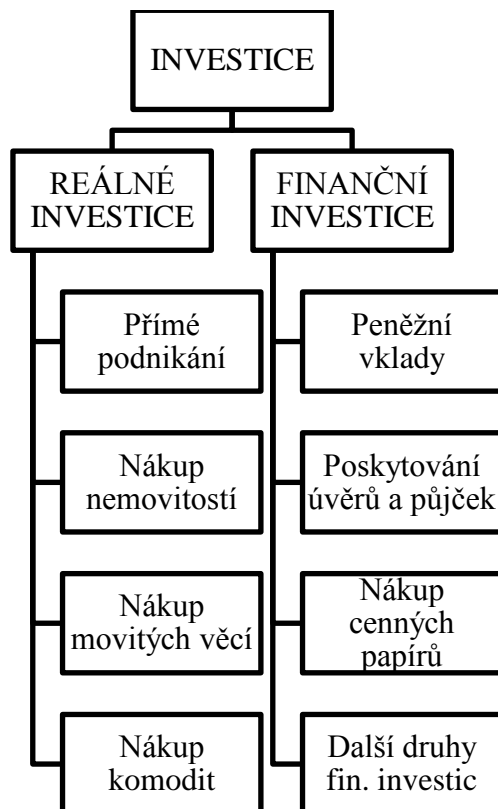 INVESTICE
REÁLNÉ
INVESTICE
FINANČNÍ
INVESTICE
Přímé
podnikání
Peněžní
vklady
Nákup
nemovitostí
Poskytování
úvěrů a půjček
Nákup
movitých věcí
Nákup
cenných
papírů
Nákup
komodit
Další druhy
fin. investic